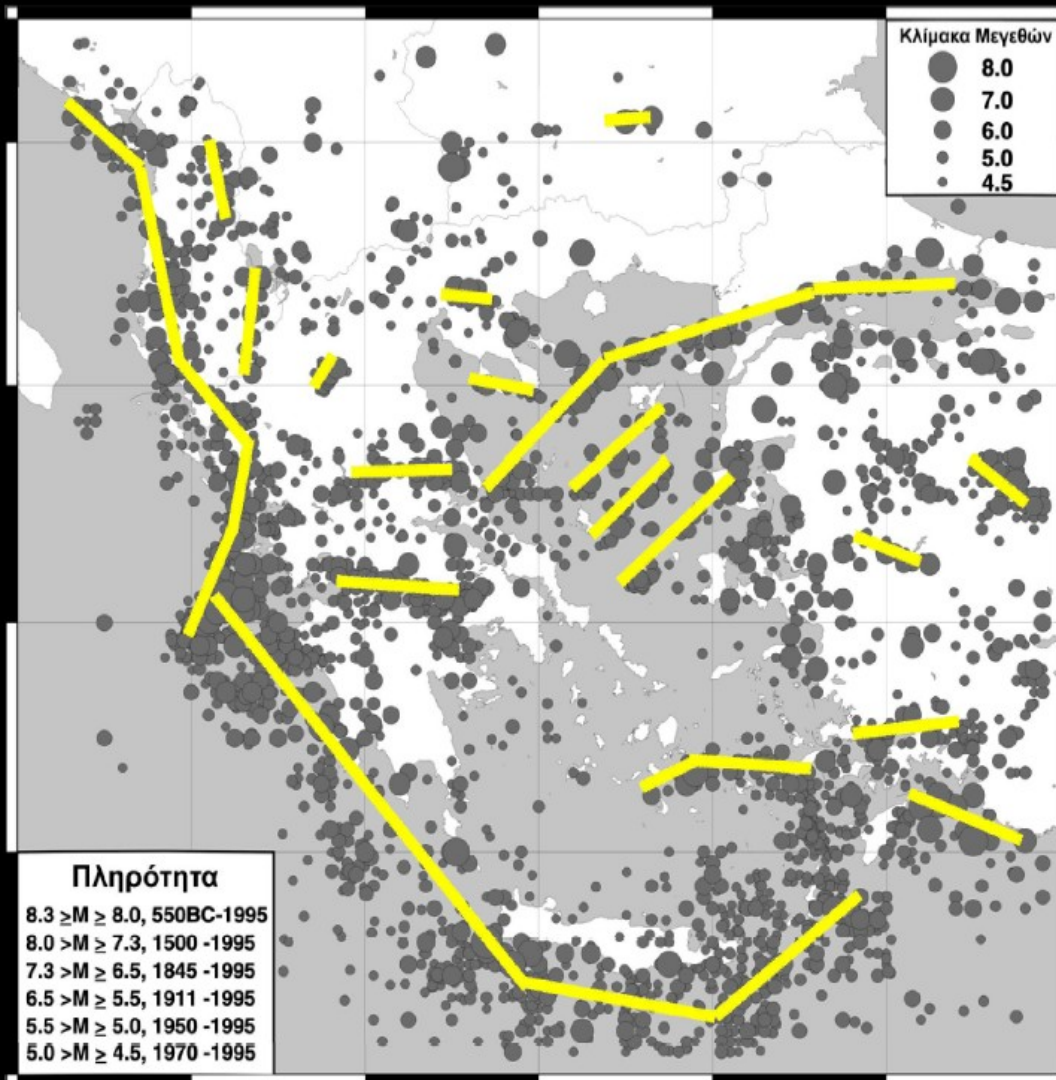 Κλίμακα Μεγεθών
8.0
7.0
6.0
5.0
4.5
Πληρότητα
8.3 ≥M ≥ 8.0, 550BC-1995
8.0 >M ≥ 7.3, 1500 -1995
7.3 >M ≥ 6.5, 1845 -1995
6.5 >M ≥ 5.5, 1911 -1995
5.5 >M ≥ 5.0, 1950 -1995
5.0 >M ≥ 4.5, 1970 -1995